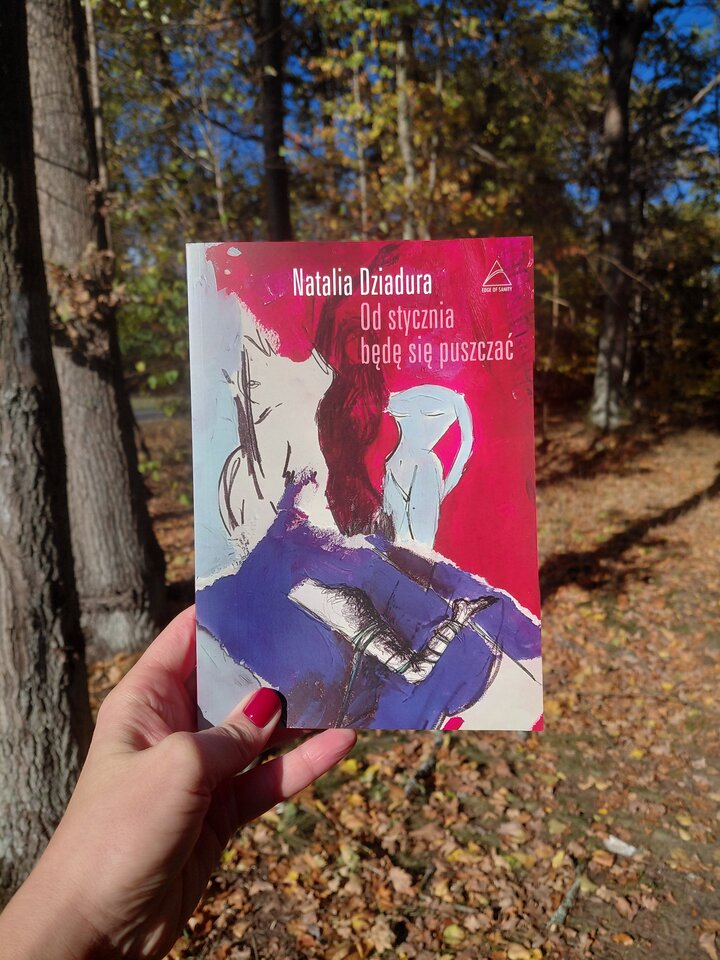 Natalia Dziadura
Od stycznia
będę się puszczać
EDGE OF SANITY